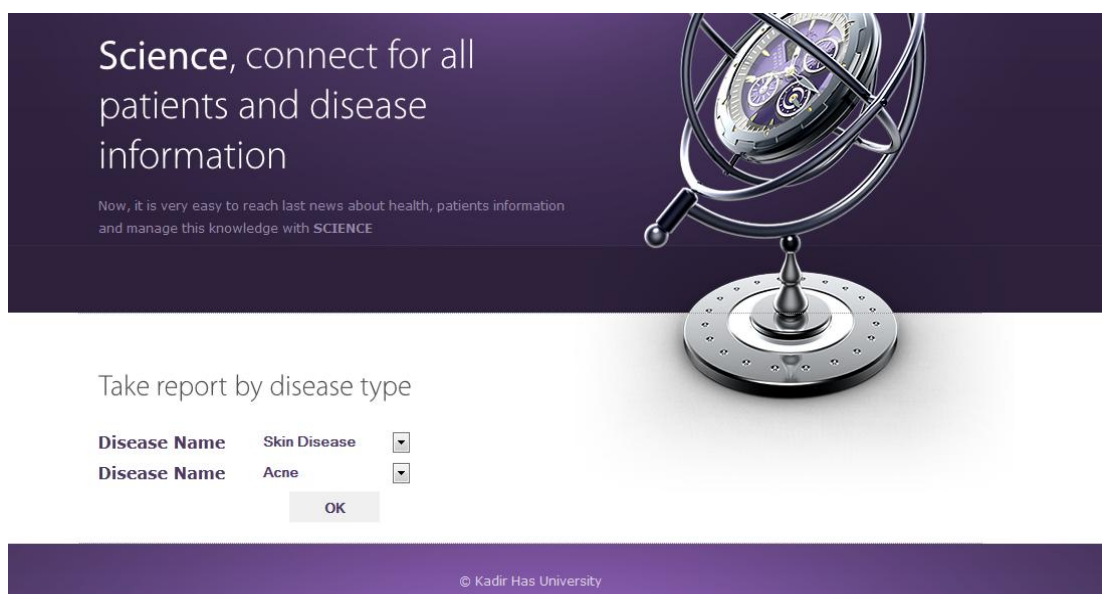 Science, connect for all
patients and disease
information
Now, it is very easy to reach last news about health, patients information
and manage this knowledge with SCIENCE
Take report by disease type
Disease Name Skin Disease
Disease Name Acne
OK
© Kadir Has University